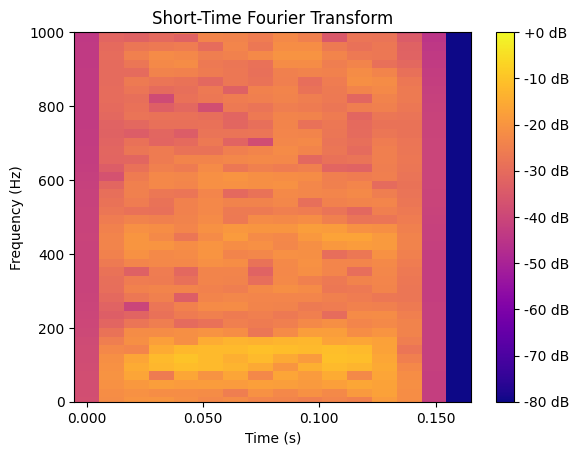 Short-Time Fourier Transform
1000
800
600
400
200
0
Frequency (Hz)
0.000
0.050
0.100
0.150
Time (s)
+0 dB
-10 dB
-20 dB
-30 dB
-40 dB
-50 dB
-60 dB
-70 dB
-80 dB